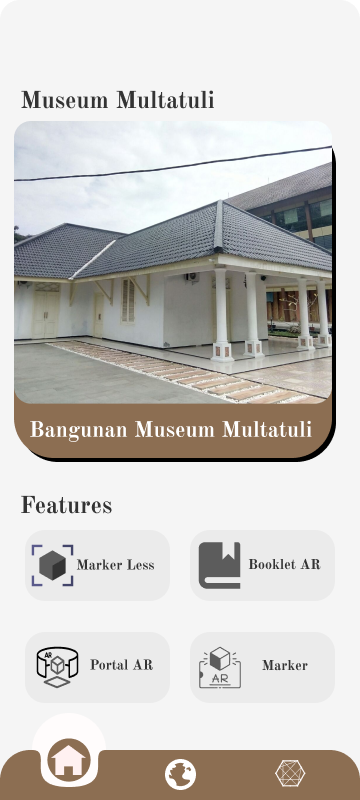 Museum Multatuli
Bangunan Museum Multatuli
Features
Marker Less
Booklet AR
AR
Portal AR
AR
Marker